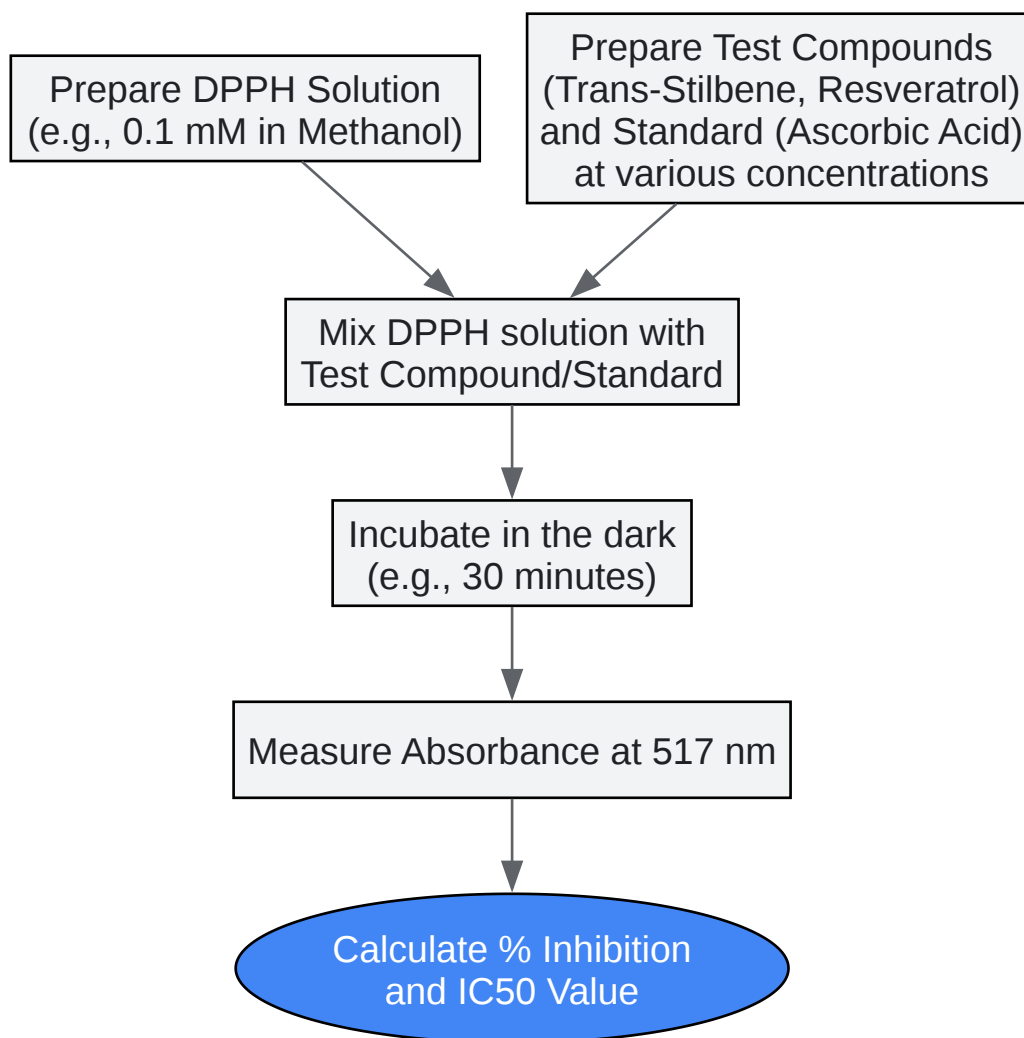 Prepare DPPH Solution
(e.g., 0.1 mM in Methanol)
Prepare Test Compounds
(Trans-Stilbene, Resveratrol)
and Standard (Ascorbic Acid)
at various concentrations
Mix DPPH solution with
Test Compound/Standard
Incubate in the dark
(e.g., 30 minutes)
Measure Absorbance at 517 nm
Calculate % Inhibition
and IC50 Value